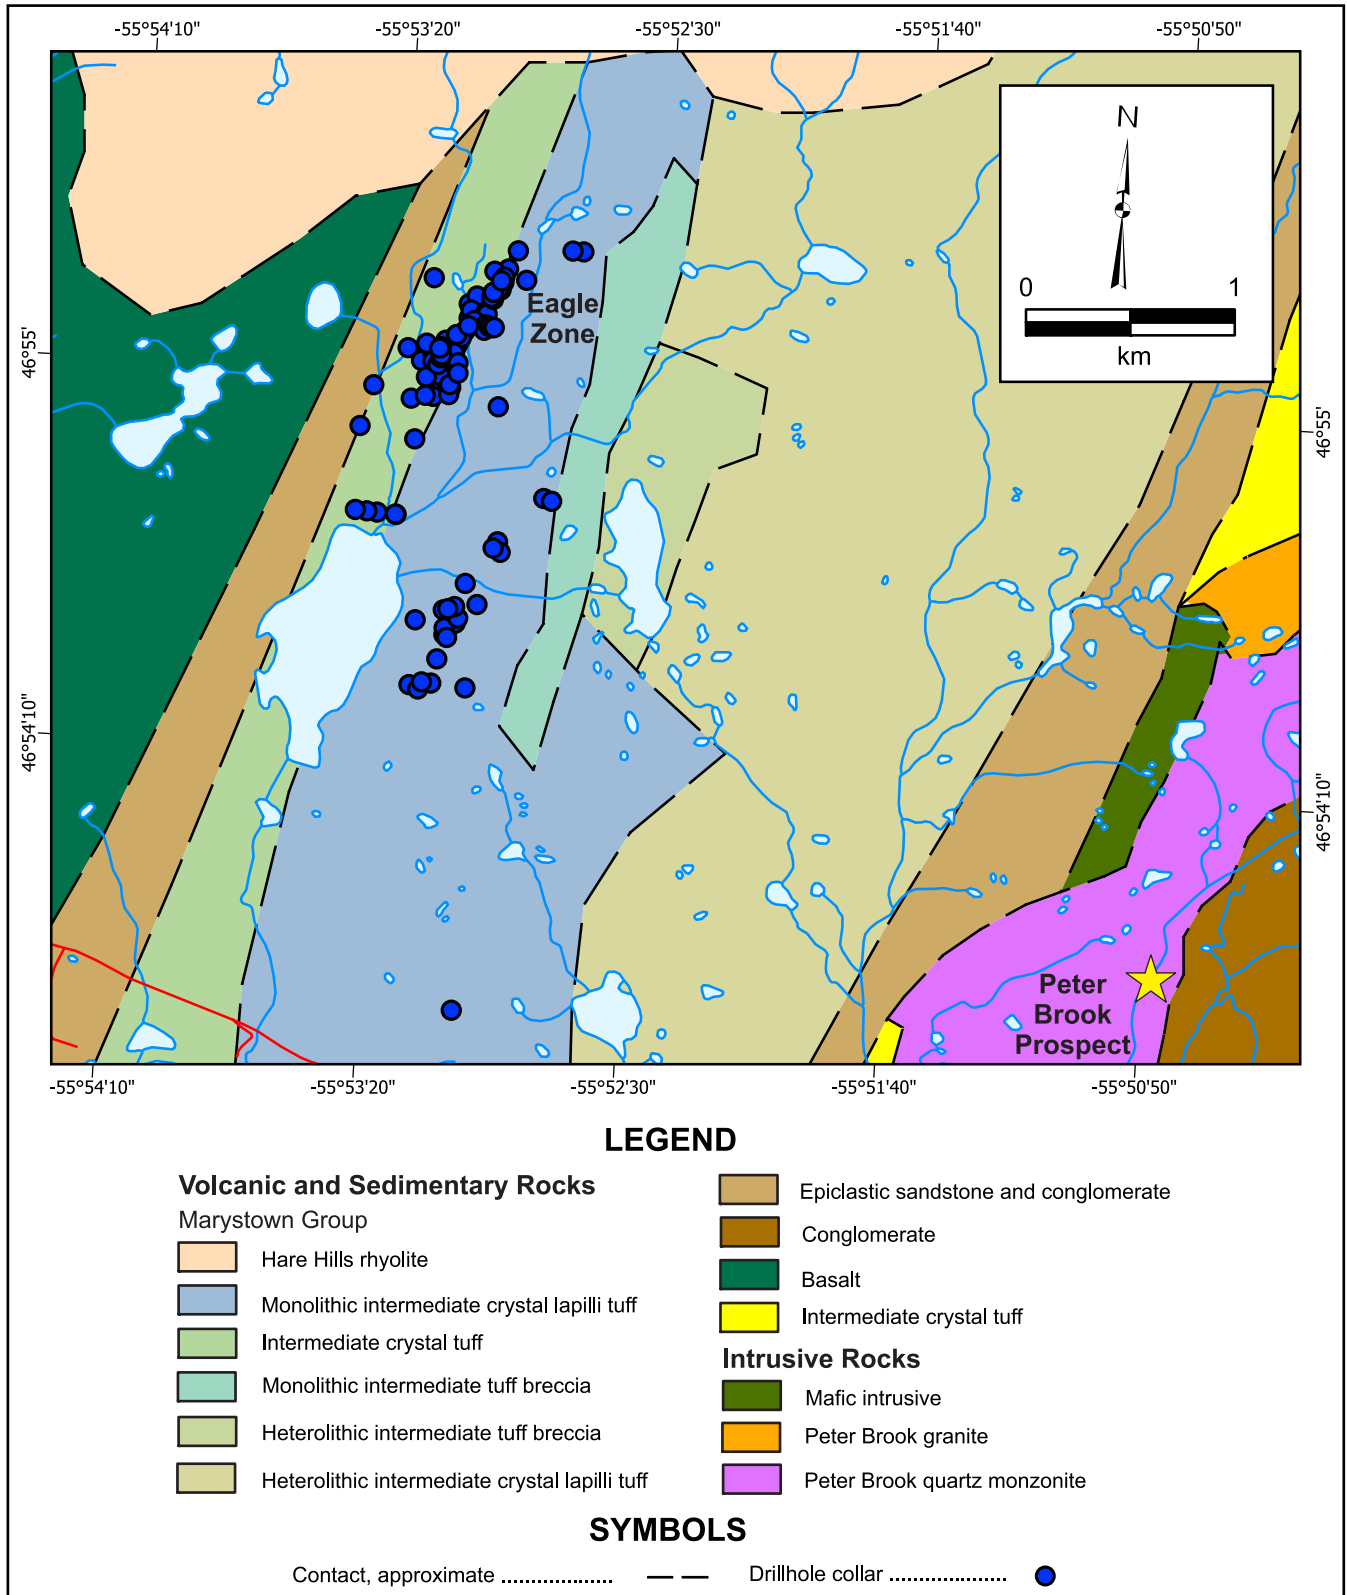 -55°54'10" -55°53'20" -55°52'30" -55°51'40" -55°50'50"
N
0 1
km
Eagle
Zone
46°55'
46°55'
46°54'10"
46°54'10"
Peter
Brook
Prospect
-55°54'10" -55°53'20" -55°52'30" -55°51'40" -55°50'50"
LEGEND
Volcanic and Sedimentary Rocks
Marystown Group
Hare Hills rhyolite
Monolithic intermediate crystal lapilli tuff
Intermediate crystal tuff
Monolithic intermediate tuff breccia
Heterolithic intermediate tuff breccia
Heterolithic intermediate crystal lapilli tuff
Epiclastic sandstone and conglomerate
Conglomerate
Basalt
Intermediate crystal tuff
Intrusive Rocks
Mafic intrusive
Peter Brook granite
Peter Brook quartz monzonite
SYMBOLS
Contact, approximate ................... Drillhole collar ....................